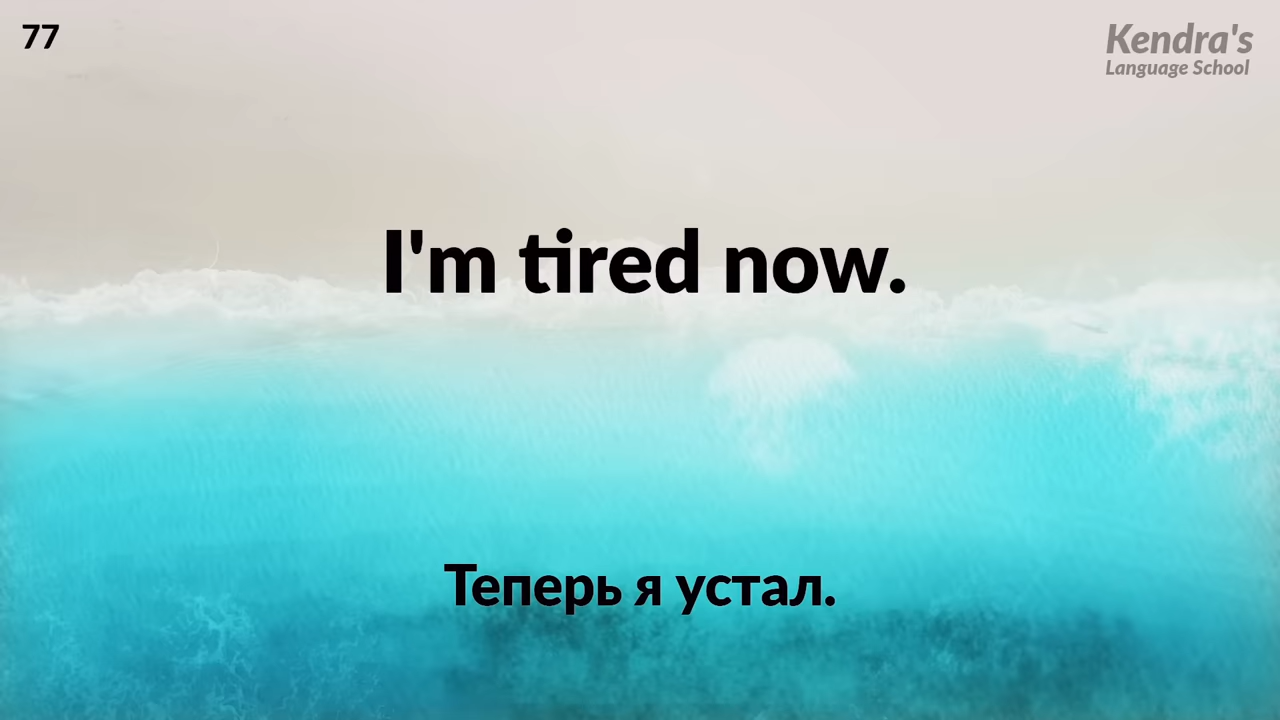 77
Kendra's
Language School
I'm tired now.
Теперь я устал.